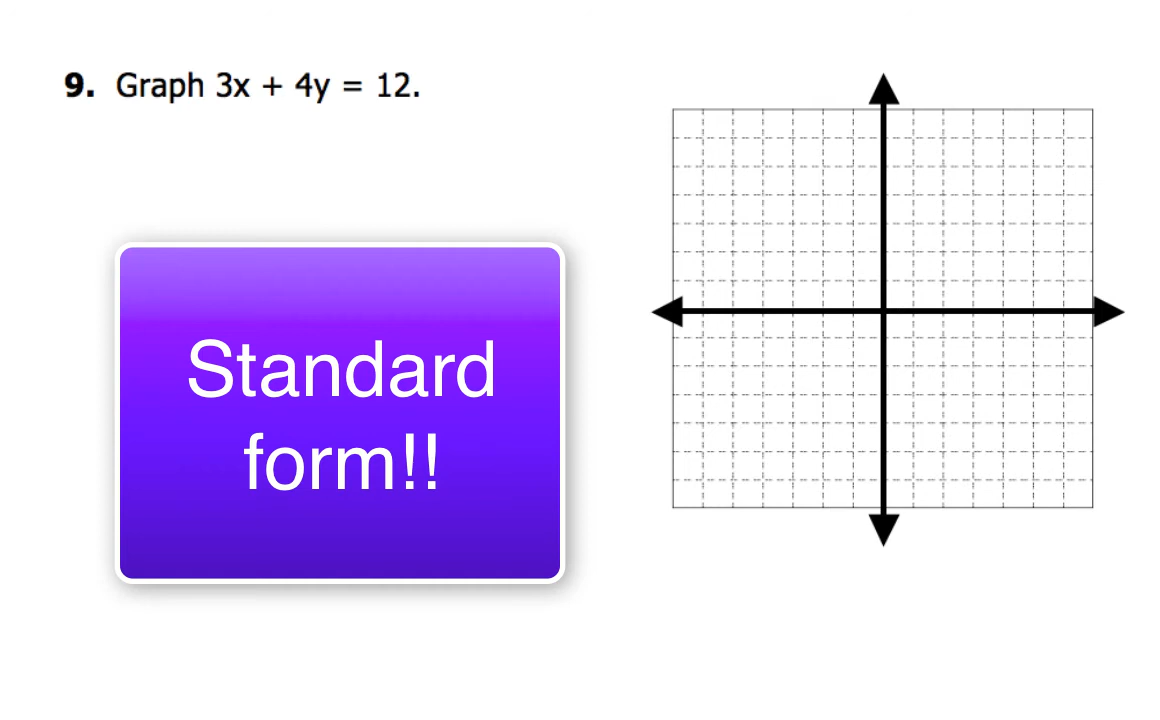 9. Graph 3x + 4y = 12.
Standard
form!!